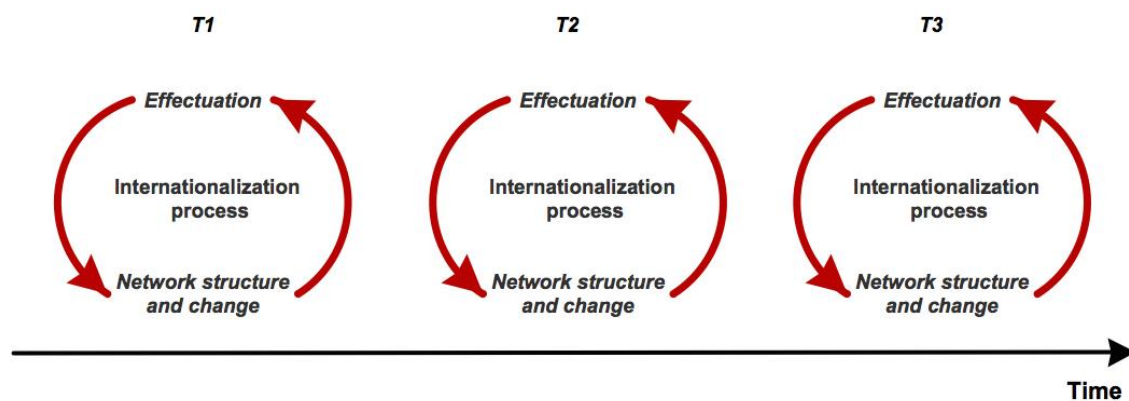 T1
T2
T3
Effectuation
Effectuation
Effectuation
Internationalization
process
Internationalization
process
Internationalization
process
Network structure
and change
Network structure
and change
Network structure
and change
Time